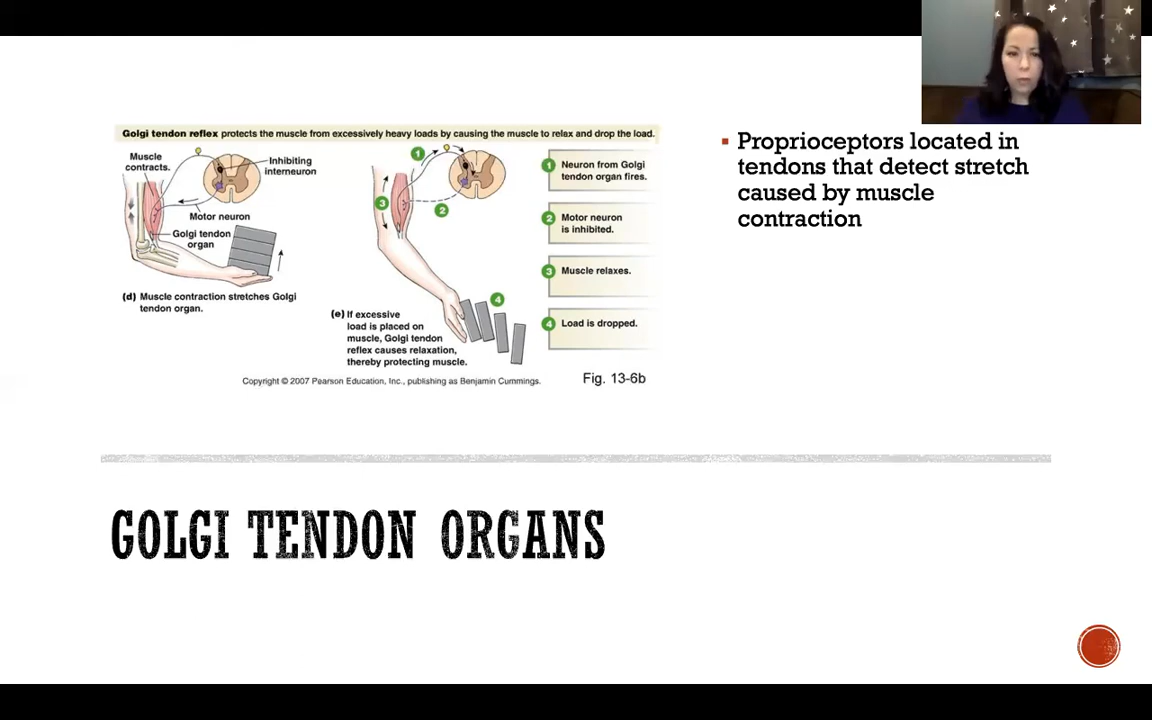 Golgi tendon reflex protects the muscle from excessively heavy loads by causing the muscle to relax and drop the load.
Muscle
contracts.
Inhibiting
interneuron
Motor neuron
Golgi tendon
organ
(d) Muscle contraction stretches Golgi
tendon organ.
1
2
3
4
(e) If excessive
load is placed on
muscle, Golgi tendon
reflex causes relaxation,
thereby protecting muscle.
1 Neuron from Golgi
tendon organ fires.
2 Motor neuron
is inhibited.
3 Muscle relaxes.
4 Load is dropped.
Copyright © 2007 Pearson Education, Inc., publishing as Benjamin Cummings.
Fig. 13-6b
▪ Proprioceptors located in
tendons that detect stretch
caused by muscle
contraction
GOLGI TENDON ORGANS